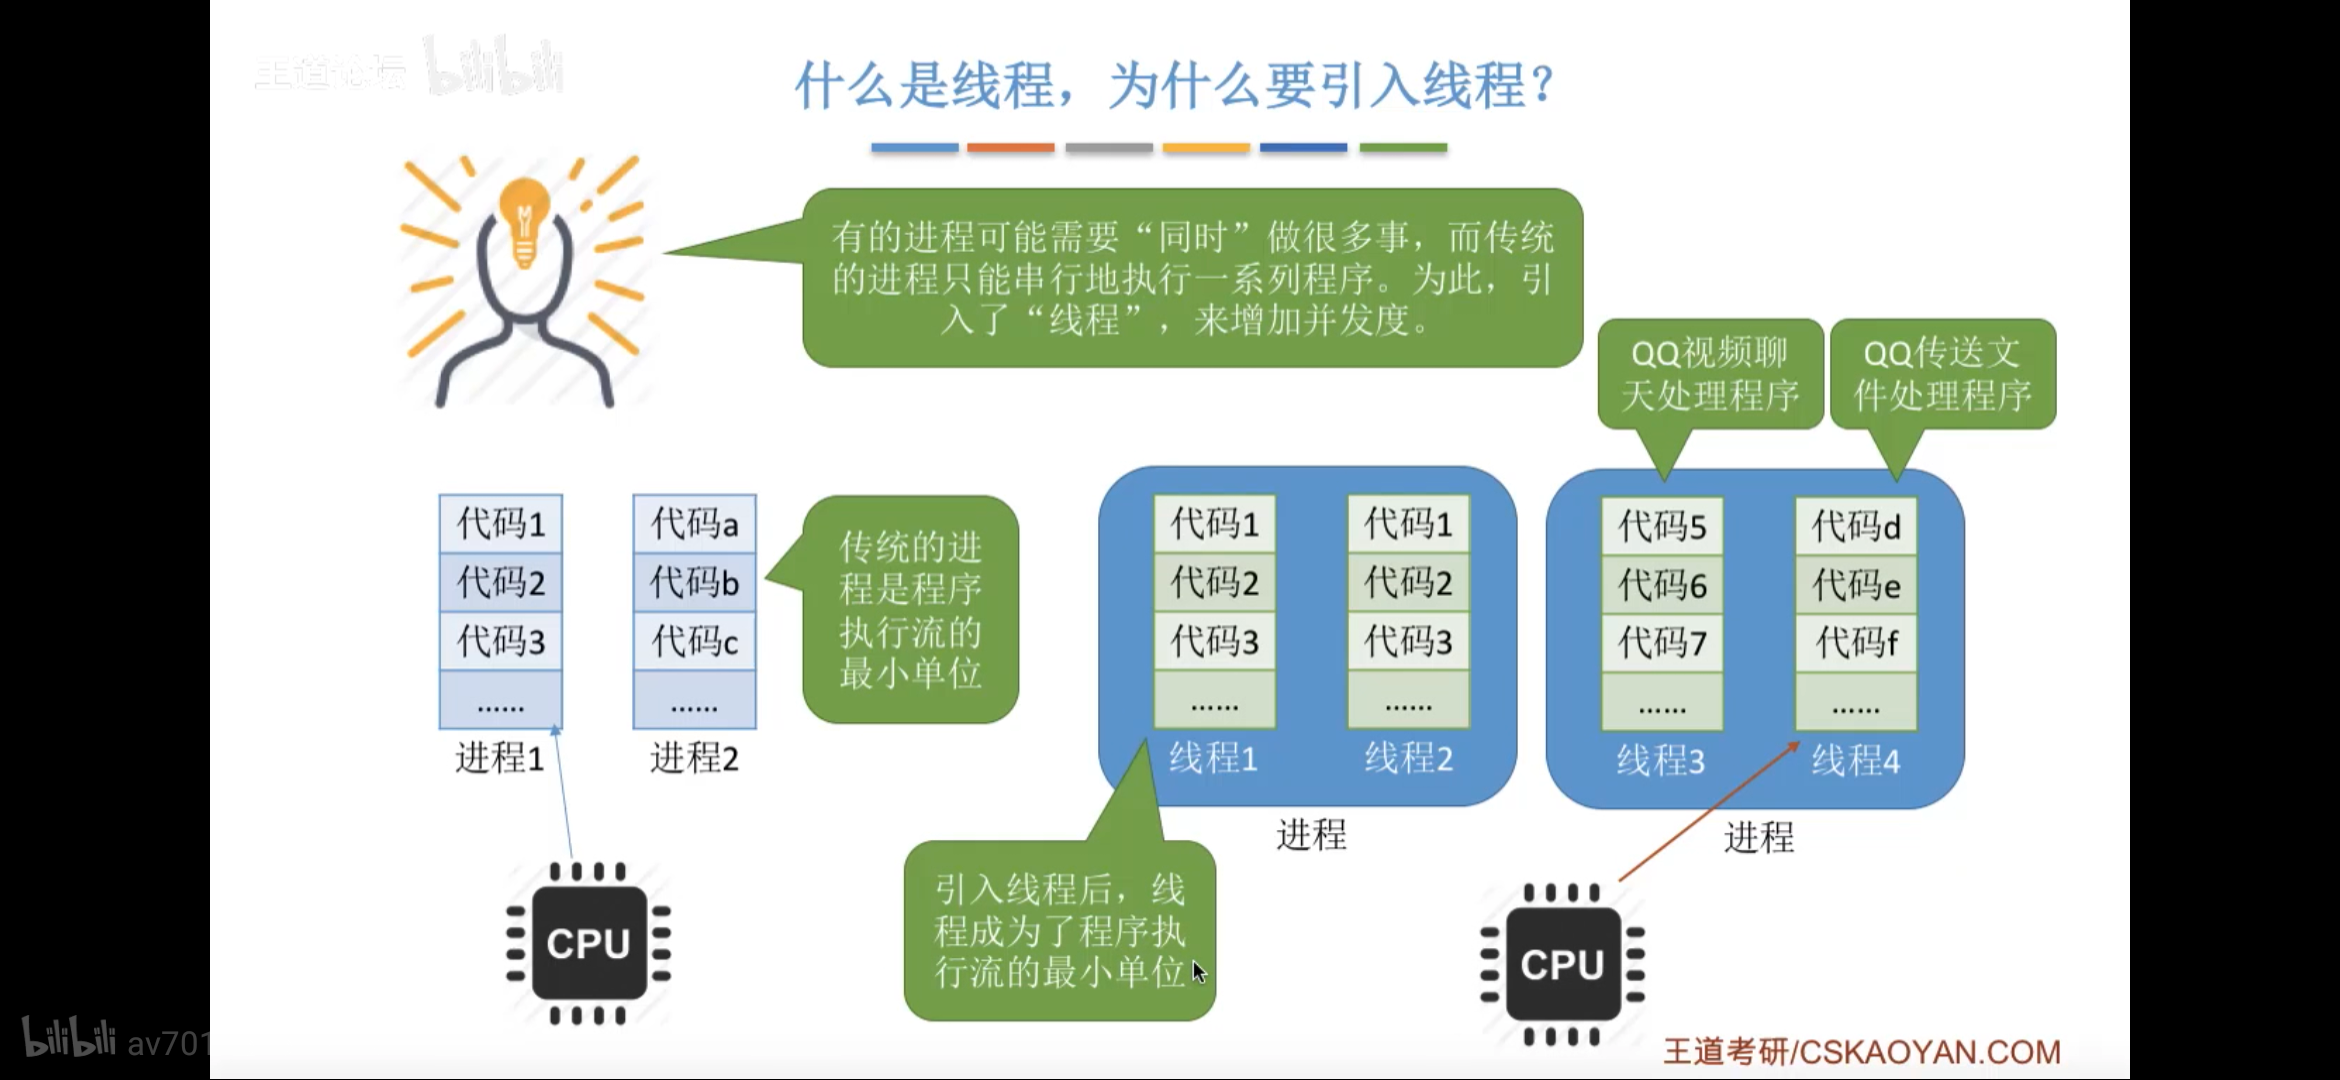 王道论坛 bilibili
什么是线程，为什么要引入线程？
有的进程可能需要“同时”做很多事，而传统
的进程只能串行地执行一系列程序。为此，引
入了“线程”，来增加并发度。
QQ视频聊
天处理程序
QQ传送文
件处理程序
代码1
代码2
代码3
……
进程1
代码a
代码b
代码c
……
进程2
传统的进
程是程序
执行流的
最小单位
代码1
代码2
代码3
……
线程1
代码1
代码2
代码3
……
线程2
进程
代码5
代码6
代码7
……
线程3
代码d
代码e
代码f
……
线程4
进程
引入线程后，线
程成为了程序执
行流的最小单位
CPU
CPU
bilibili av701
王道考研/CSKAOYAN.COM